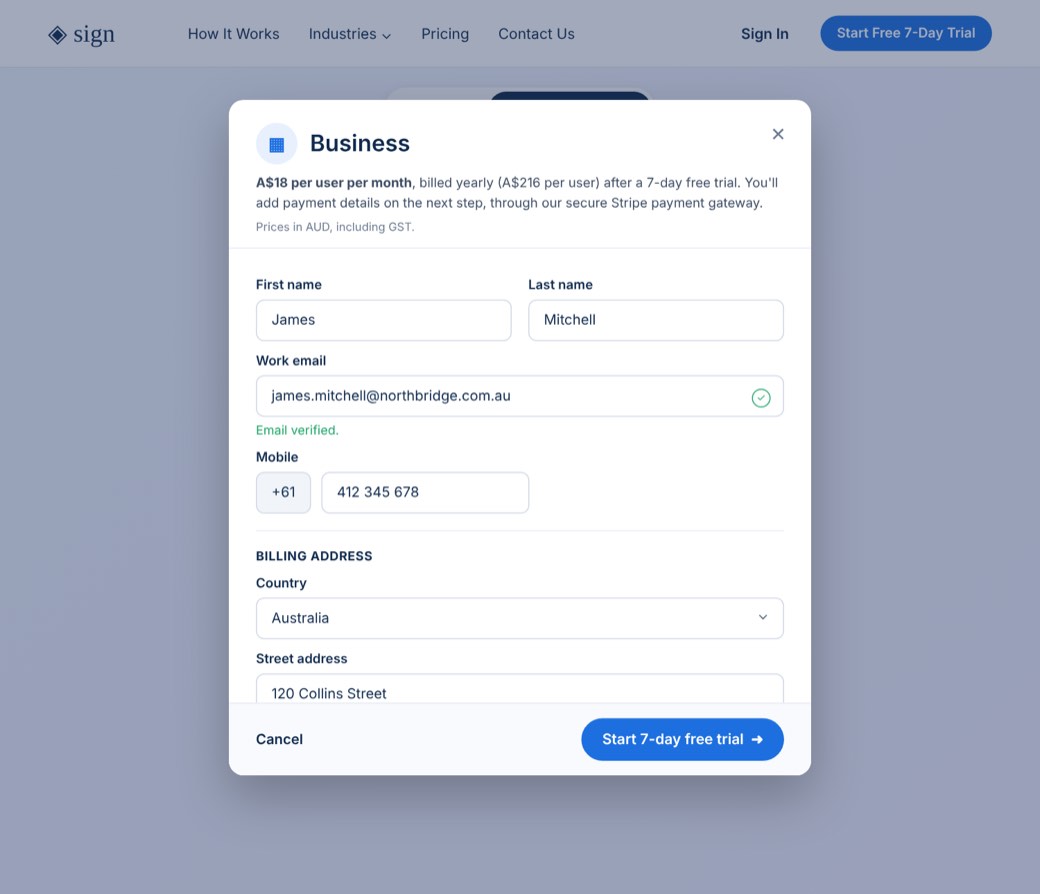 sign
How It Works
Industries
Pricing
Contact Us
Sign In
Start Free 7-Day Trial
Business
A$18 per user per month, billed yearly (A$216 per user) after a 7-day free trial. You'll
add payment details on the next step, through our secure Stripe payment gateway.
Prices in AUD, including GST.
First name
Last name
James
Mitchell
Work email
james.mitchell@northbridge.com.au
Email verified.
Mobile
+61
412 345 678
BILLING ADDRESS
Country
Australia
Street address
120 Collins Street
Cancel
Start 7-day free trial ➜